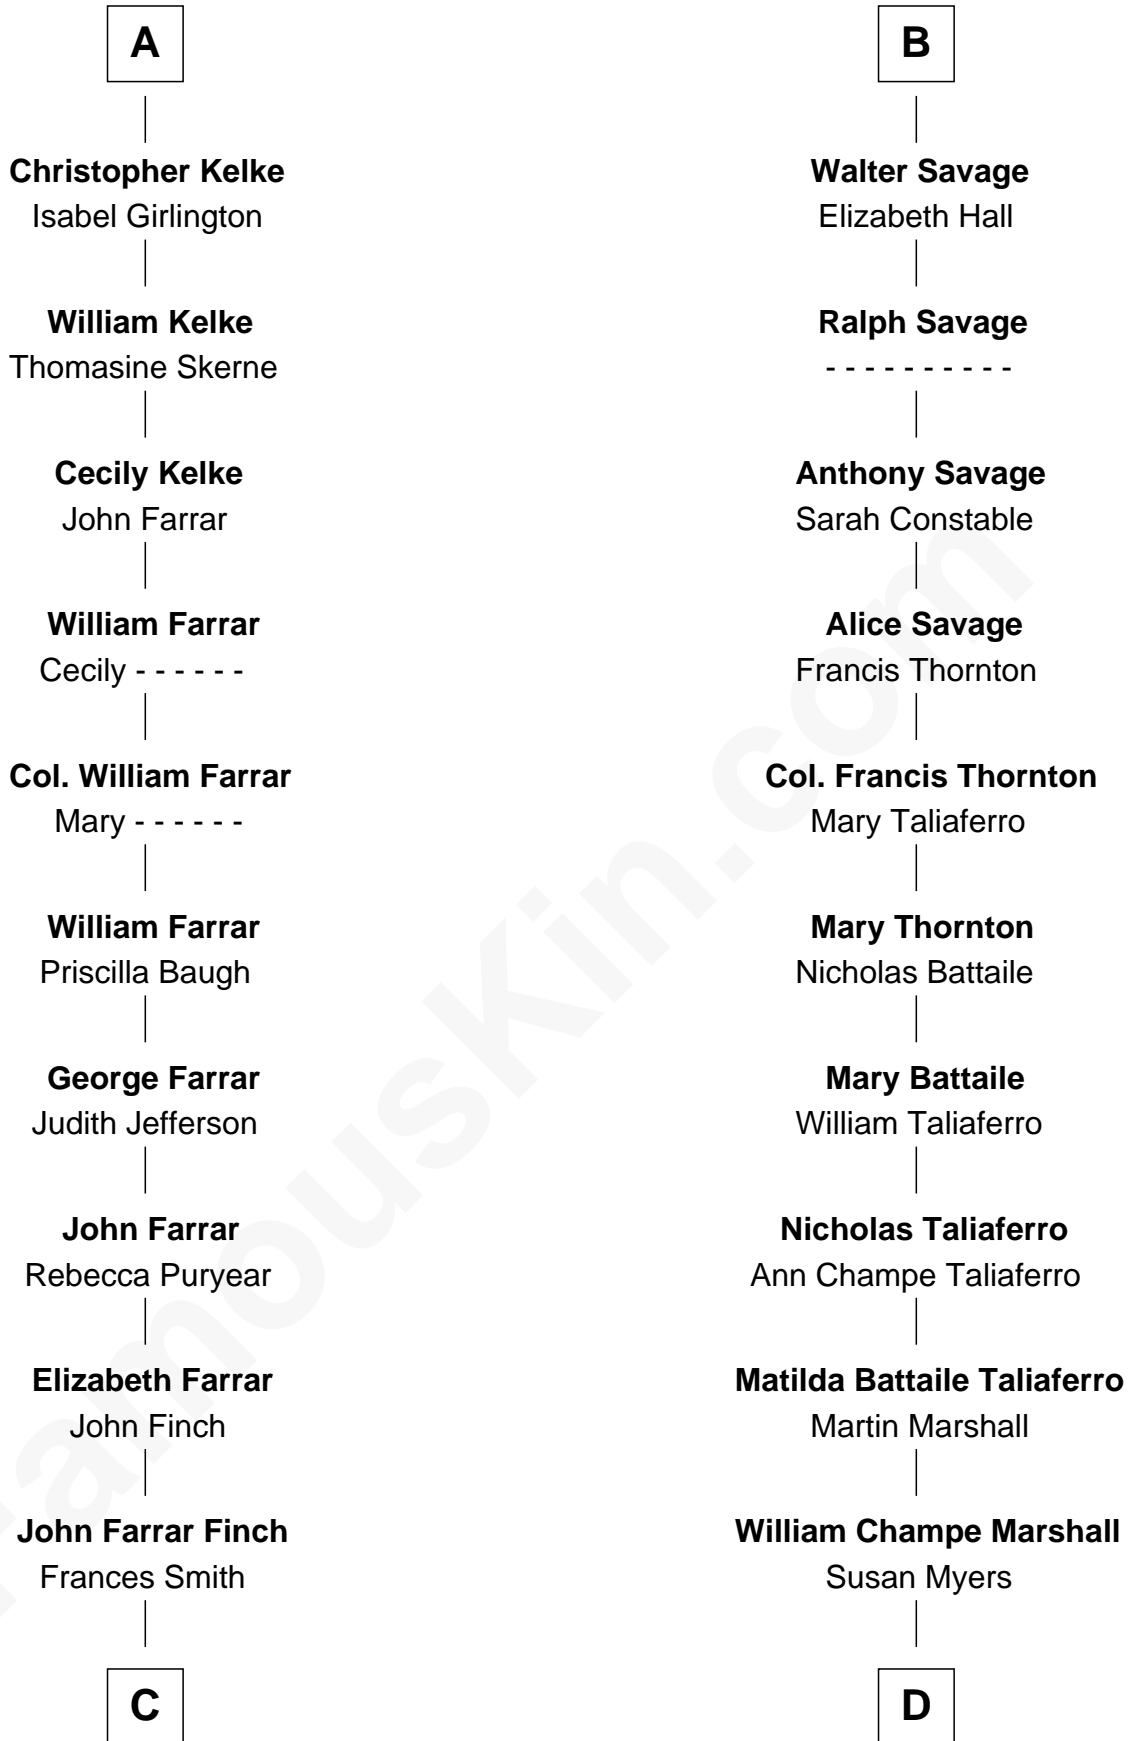 A
Christopher Kelke
Isabel Girlington
William Kelke
Thomasine Skerne
Cecily Kelke
John Farrar
William Farrar
Cecily - - - - - -
Col. William Farrar
Mary - - - - - -
William Farrar
Priscilla Baugh
George Farrar
Judith Jefferson
John Farrar
Rebecca Puryear
Elizabeth Farrar
John Finch
John Farrar Finch
Frances Smith
C
B
Walter Savage
Elizabeth Hall
Ralph Savage
- - - - - - - - - -
Anthony Savage
Sarah Constable
Alice Savage
Francis Thornton
Col. Francis Thornton
Mary Taliaferro
Mary Thornton
Nicholas Battaile
Mary Battaile
William Taliaferro
Nicholas Taliaferro
Ann Champe Taliaferro
Matilda Battaile Taliaferro
Martin Marshall
William Champe Marshall
Susan Myers
D
FamousKin.com